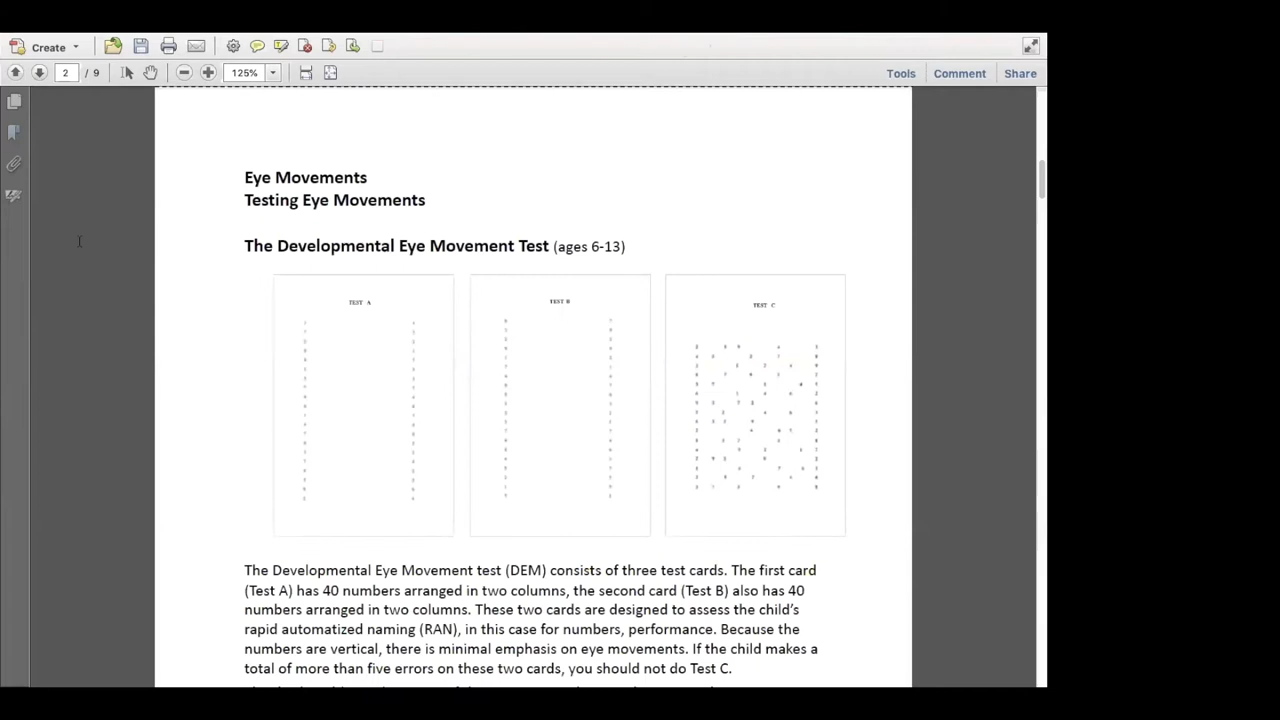 Create
2 / 9
125%
Tools
Comment
Share
Eye Movements
Testing Eye Movements
The Developmental Eye Movement Test (ages 6-13)
TEST A
TEST B
TEST C
The Developmental Eye Movement test (DEM) consists of three test cards. The first card
(Test A) has 40 numbers arranged in two columns, the second card (Test B) also has 40
numbers arranged in two columns. These two cards are designed to assess the child's
rapid automatized naming (RAN), in this case for numbers, performance. Because the
numbers are vertical, there is minimal emphasis on eye movements. If the child makes a
total of more than five errors on these two cards, you should not do Test C.